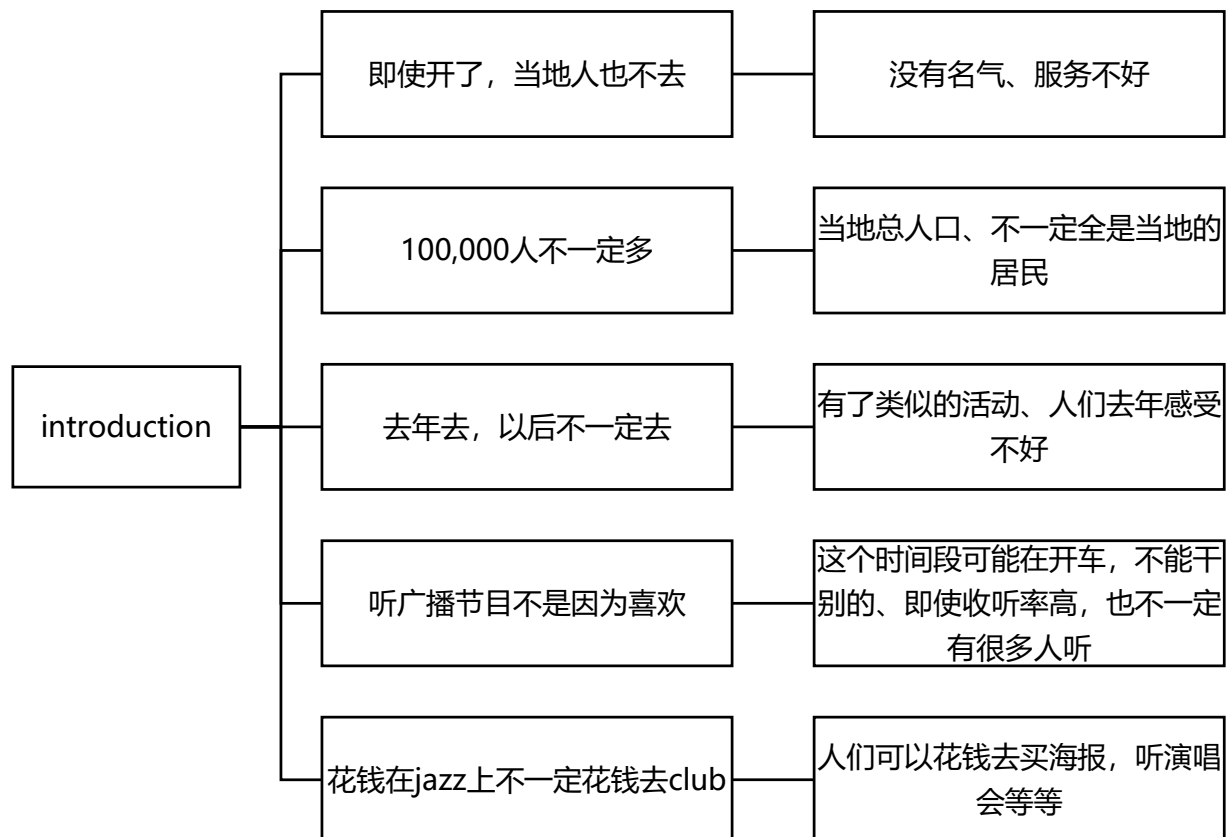 即使开了，当地人也不去
没有名气、服务不好
100,000人不一定多
当地总人口、不一定全是当地的
居民
introduction
去年去，以后不一定去
有了类似的活动、人们去年感受
不好
听广播节目不是因为喜欢
这个时间段可能在开车，不能干
别的、即使收听率高，也不一定
有很多人听
花钱在jazz上不一定花钱去club
人们可以花钱去买海报，听演唱
会等等